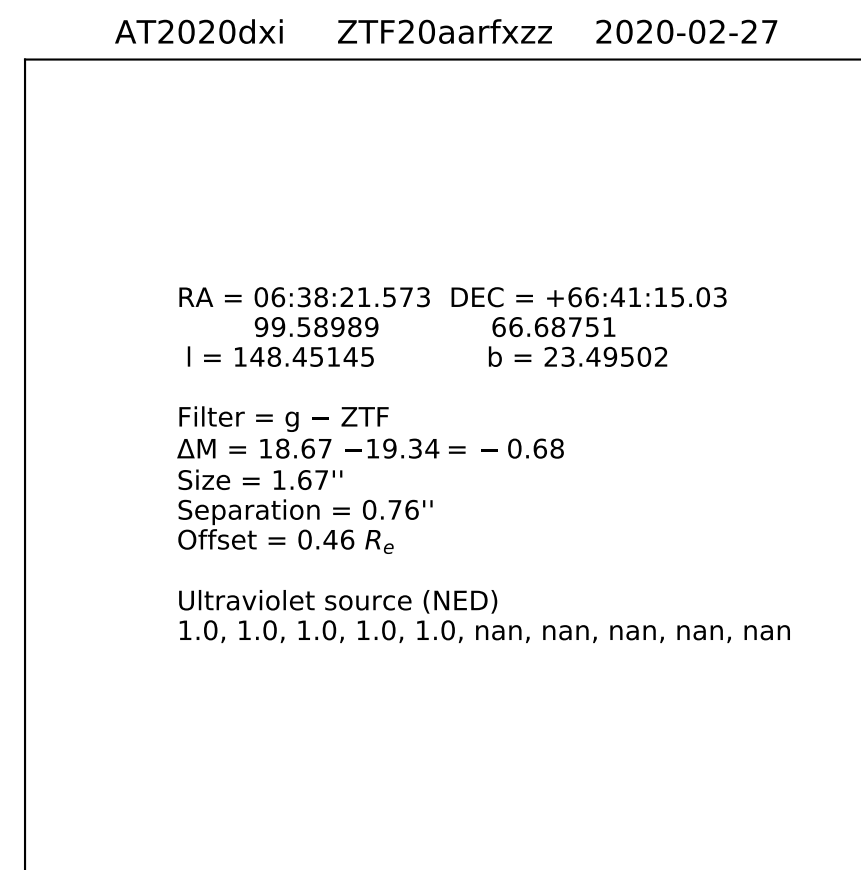 AT2020dxi ZTF20aarfxzz 2020-02-27
RA = 06:38:21.573 DEC = +66:41:15.03
99.58989 66.68751
l = 148.45145 b = 23.49502
Filter = g − ZTF
ΔM = 18.67 −19.34 = − 0.68
Size = 1.67''
Separation = 0.76''
Offset = 0.46 Rₑ
Ultraviolet source (NED)
1.0, 1.0, 1.0, 1.0, 1.0, nan, nan, nan, nan, nan